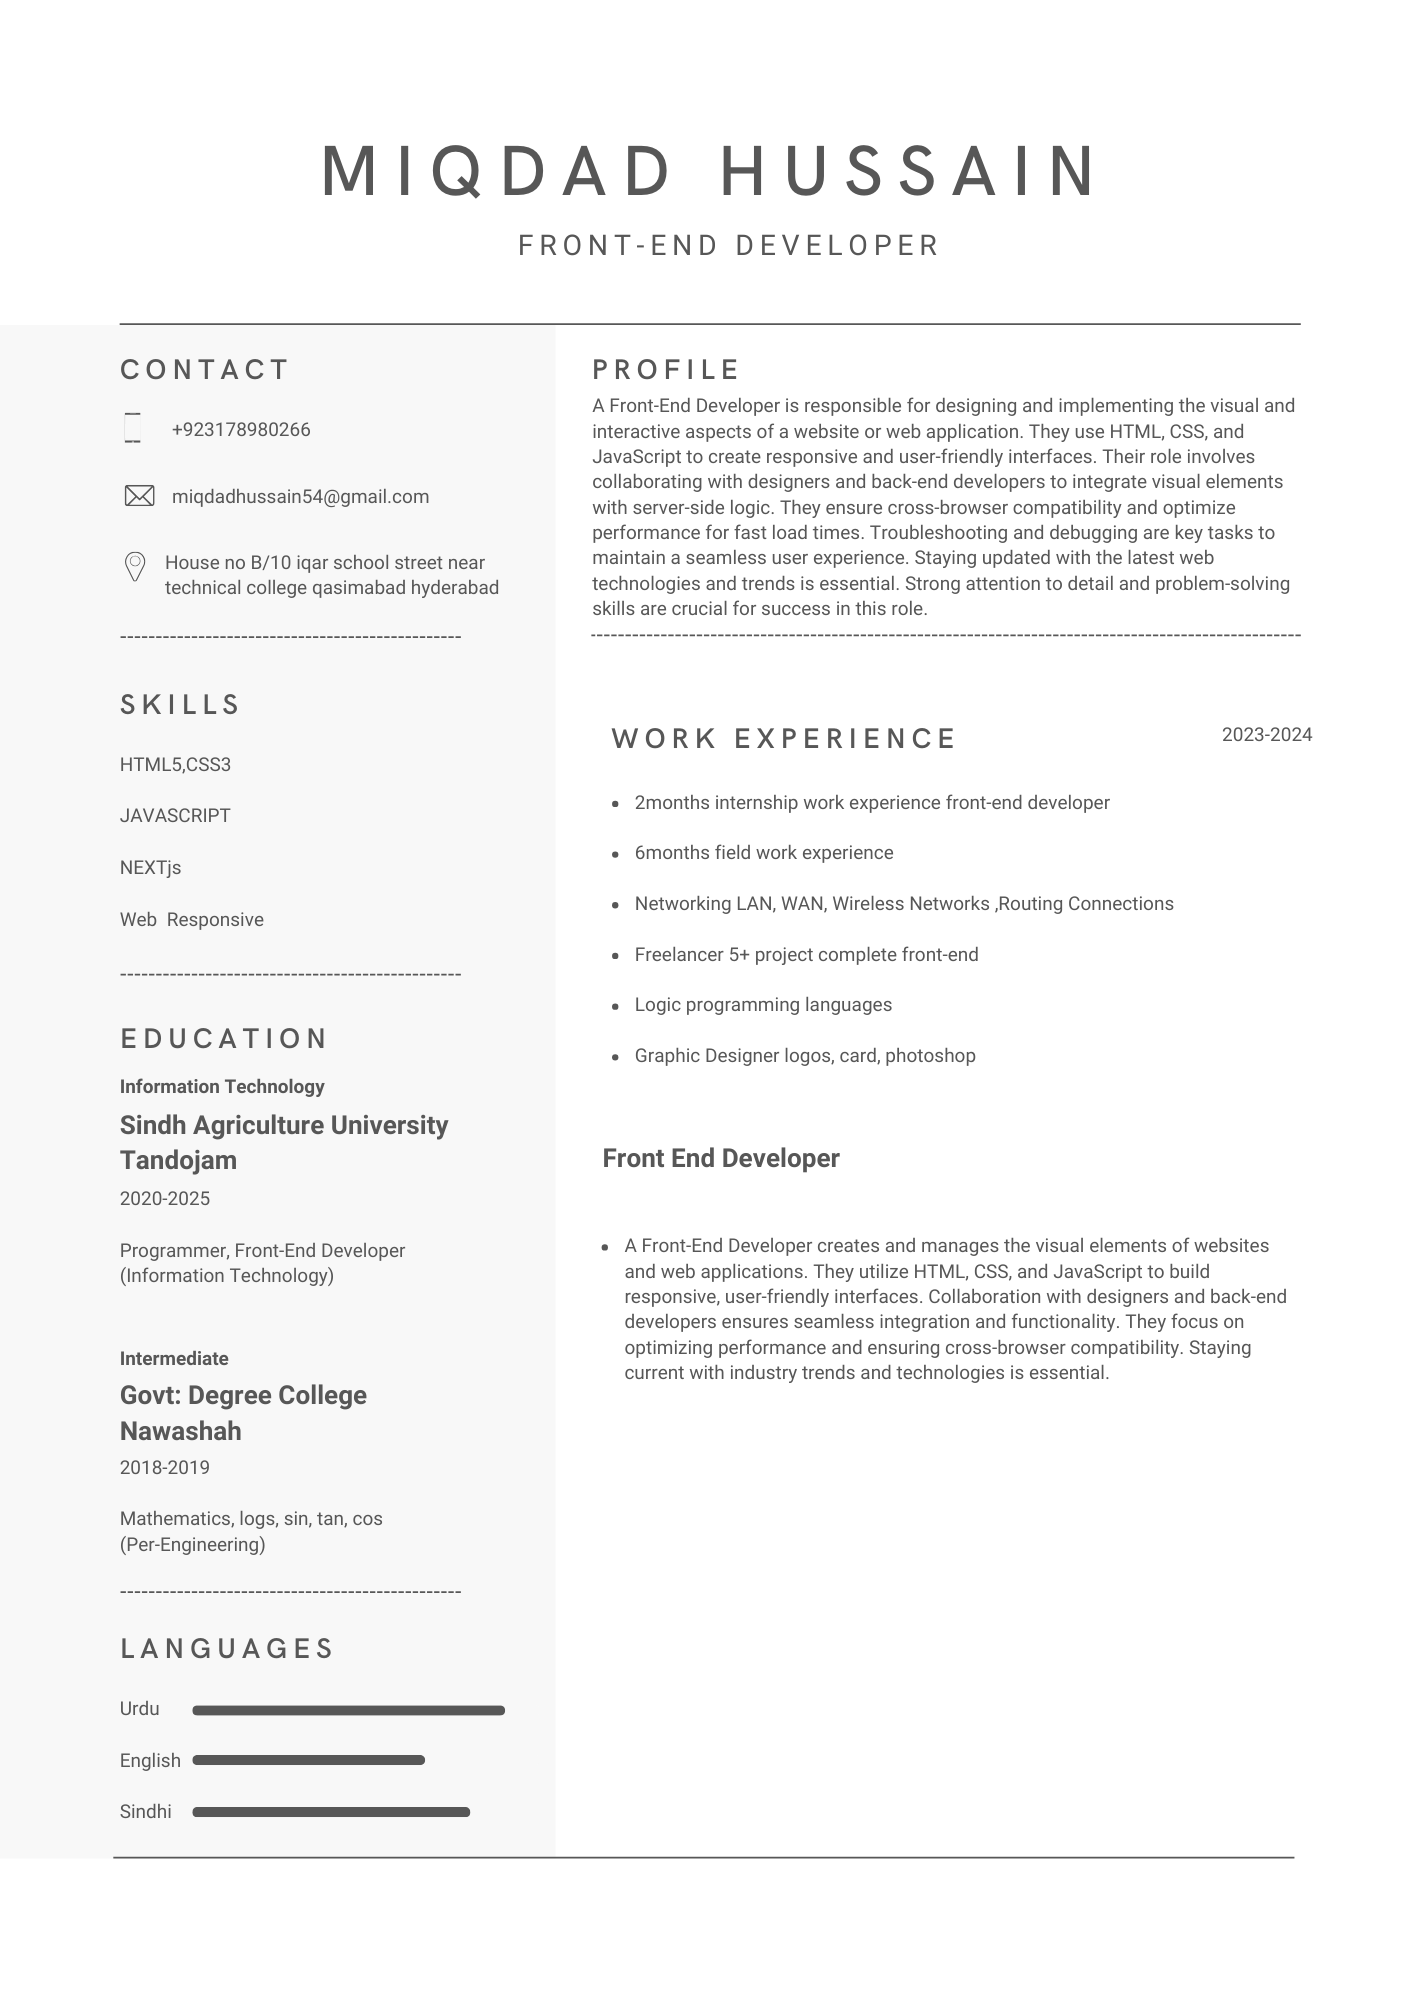 MIQDAD HUSSAIN
FRONT-END DEVELOPER
CONTACT
+923178980266
miqdadhussain54@gmail.com
House no B/10 iqar school street near
technical college qasimabad hyderabad
------------------------------------------------
SKILLS
HTML5,CSS3
JAVASCRIPT
NEXTjs
Web  Responsive
------------------------------------------------
EDUCATION
Information Technology
Sindh Agriculture University
Tandojam
2020-2025
Programmer, Front-End Developer
(Information Technology)
Intermediate
Govt: Degree College
Nawashah
2018-2019
Mathematics, logs, sin, tan, cos
(Per-Engineering)
------------------------------------------------
LANGUAGES
Urdu
English
Sindhi
PROFILE
A Front-End Developer is responsible for designing and implementing the visual and
interactive aspects of a website or web application. They use HTML, CSS, and
JavaScript to create responsive and user-friendly interfaces. Their role involves
collaborating with designers and back-end developers to integrate visual elements
with server-side logic. They ensure cross-browser compatibility and optimize
performance for fast load times. Troubleshooting and debugging are key tasks to
maintain a seamless user experience. Staying updated with the latest web
technologies and trends is essential. Strong attention to detail and problem-solving
skills are crucial for success in this role.
----------------------------------------------------------------------------------------------------
WORK EXPERIENCE
2023-2024
• 2months internship work experience front-end developer
• 6months field work experience
• Networking LAN, WAN, Wireless Networks ,Routing Connections
• Freelancer 5+ project complete front-end
• Logic programming languages
• Graphic Designer logos, card, photoshop
Front End Developer
• A Front-End Developer creates and manages the visual elements of websites
and web applications. They utilize HTML, CSS, and JavaScript to build
responsive, user-friendly interfaces. Collaboration with designers and back-end
developers ensures seamless integration and functionality. They focus on
optimizing performance and ensuring cross-browser compatibility. Staying
current with industry trends and technologies is essential.